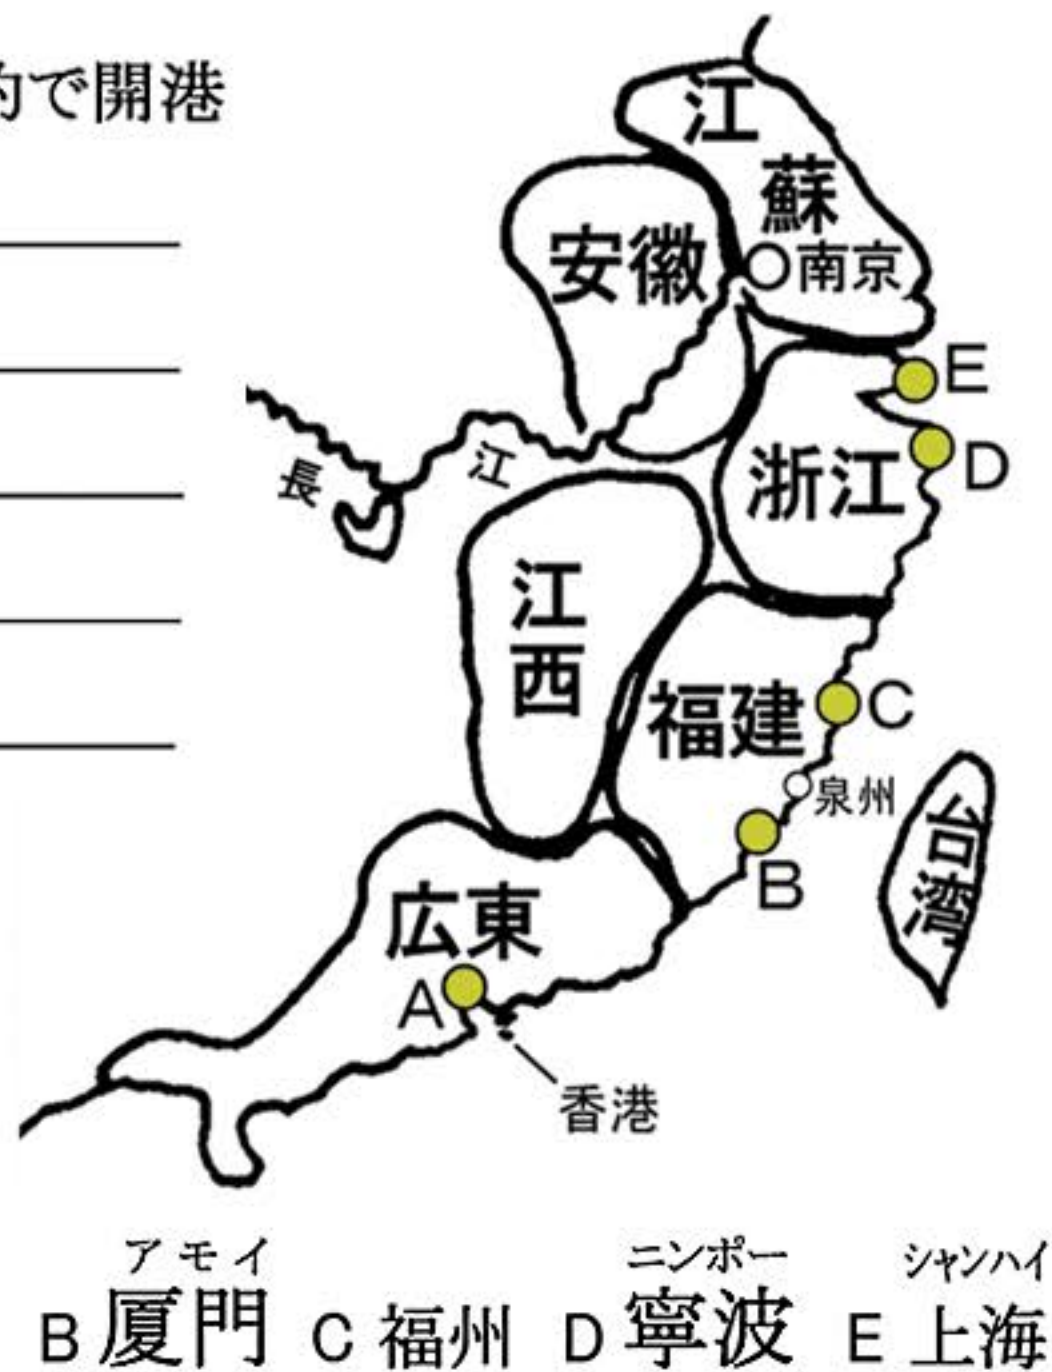 約で開港
江
蘇
安徽
南京
E
D
浙江
長
江
江
西
福建
C
泉州
B
台
湾
広東
A
香港
アモイ ニンポー シャンハイ
B 厦門 C 福州 D 寧波 E 上海